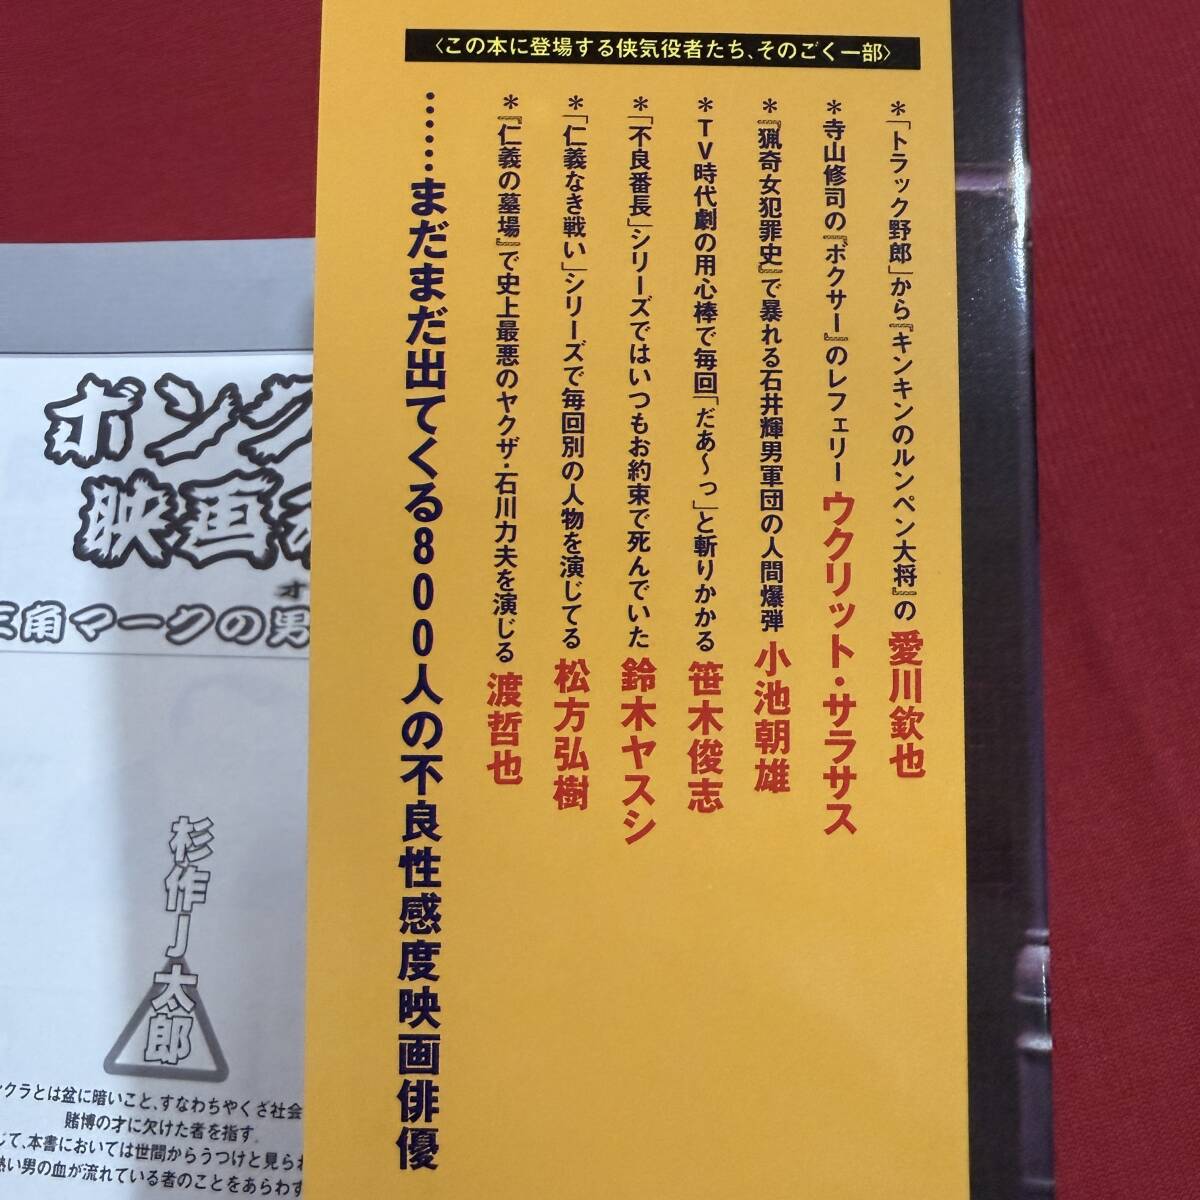 〈この本に登場する侠気役者たち、そのごく一部〉
＊「トラック野郎」から『キンキンのルンペン大将』の愛川欽也
＊寺山修司の『ボクサー』のレフェリーウクリット・サラサス
＊『猟奇女犯罪史』で暴れる石井輝男軍団の人間爆弾小池朝雄
＊TV時代劇の用心棒で毎回「だあ〜っ」と斬りかかる笹木俊志
＊「不良番長」シリーズではいつもお約束で死んでいた鈴木ヤスシ
＊「仁義なき戦い」シリーズで毎回別の人物を演じてる松方弘樹
＊『仁義の墓場』で史上最悪のヤクザ・石川力夫を演じる渡哲也
……まだまだ出てくる800人の不良性感度映画俳優
ボンク
映画
オ
三角マークの男
杉作J太郎
ンクラとは盆に暗いこと、すなわちやくざ社会
賭博の才に欠けた者を指す。
じて、本書においては世間からうつけと見られ
熱い男の血が流れている者のことをあらわす